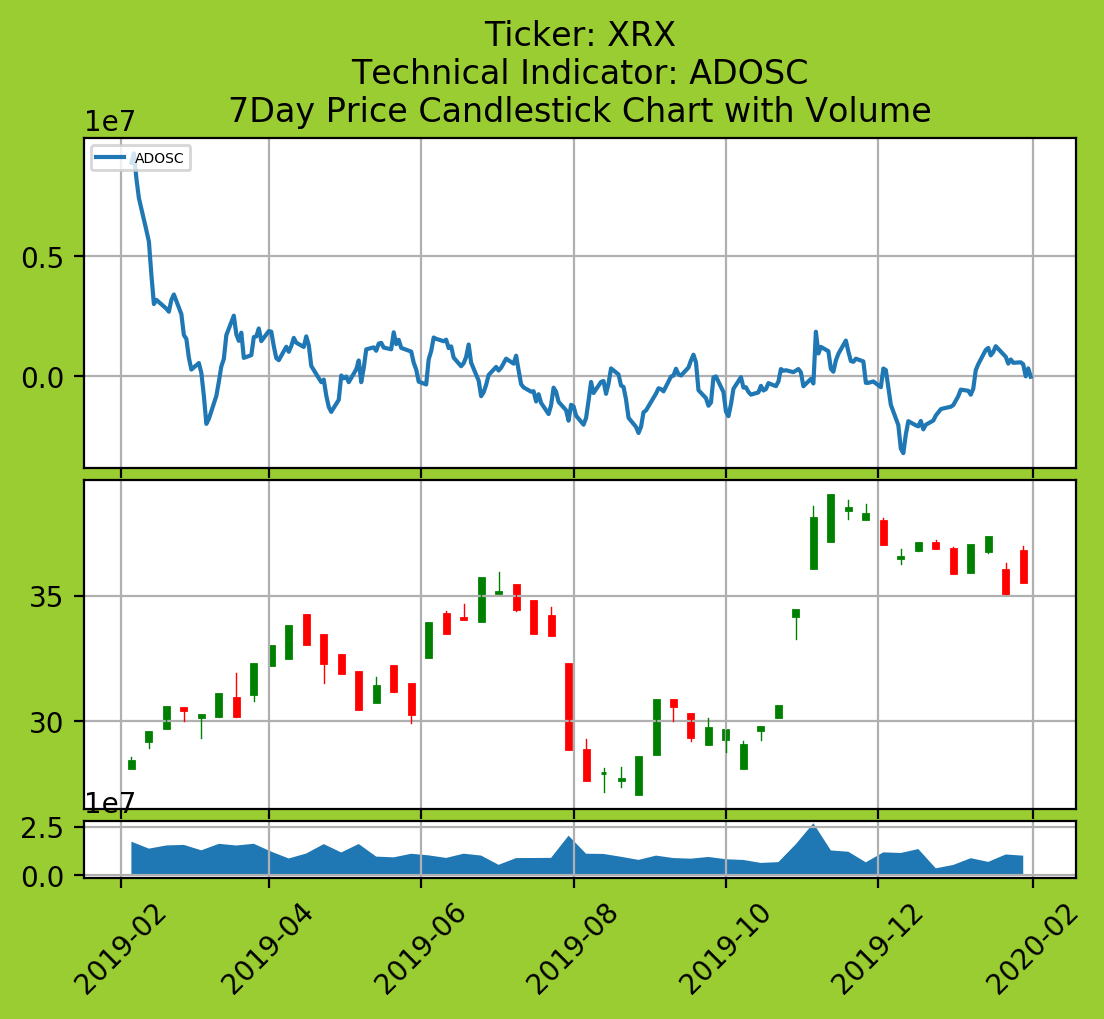 Ticker: XRX
Technical Indicator: ADOSC
7Day Price Candlestick Chart with Volume
1e7
ADOSC
0.5
0.0
35
30
1e7
2.5
0.0
2019-02
2019-04
2019-06
2019-08
2019-10
2019-12
2020-02